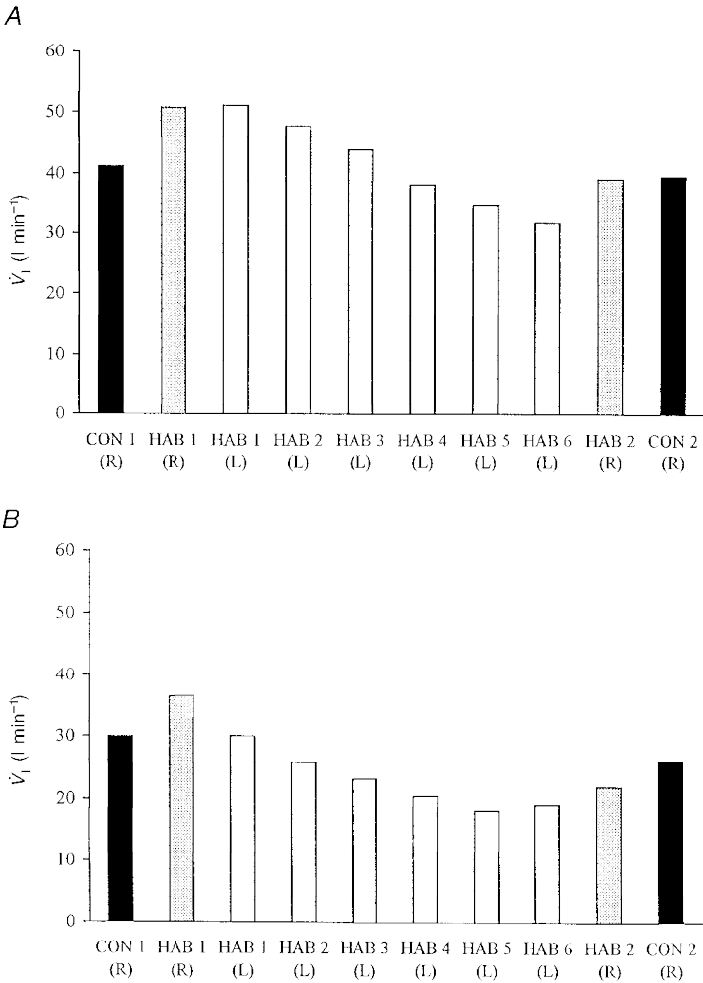 A
60
50
40
30
20
10
0
V̇I (l min−1)
CON 1 HAB 1 HAB 1 HAB 2 HAB 3 HAB 4 HAB 5 HAB 6 HAB 2 CON 2
(R) (R) (L) (L) (L) (L) (L) (L) (R) (R)
B
60
50
40
30
20
10
0
V̇I (l min−1)
CON 1 HAB 1 HAB 1 HAB 2 HAB 3 HAB 4 HAB 5 HAB 6 HAB 2 CON 2
(R) (R) (L) (L) (L) (L) (L) (L) (R) (R)